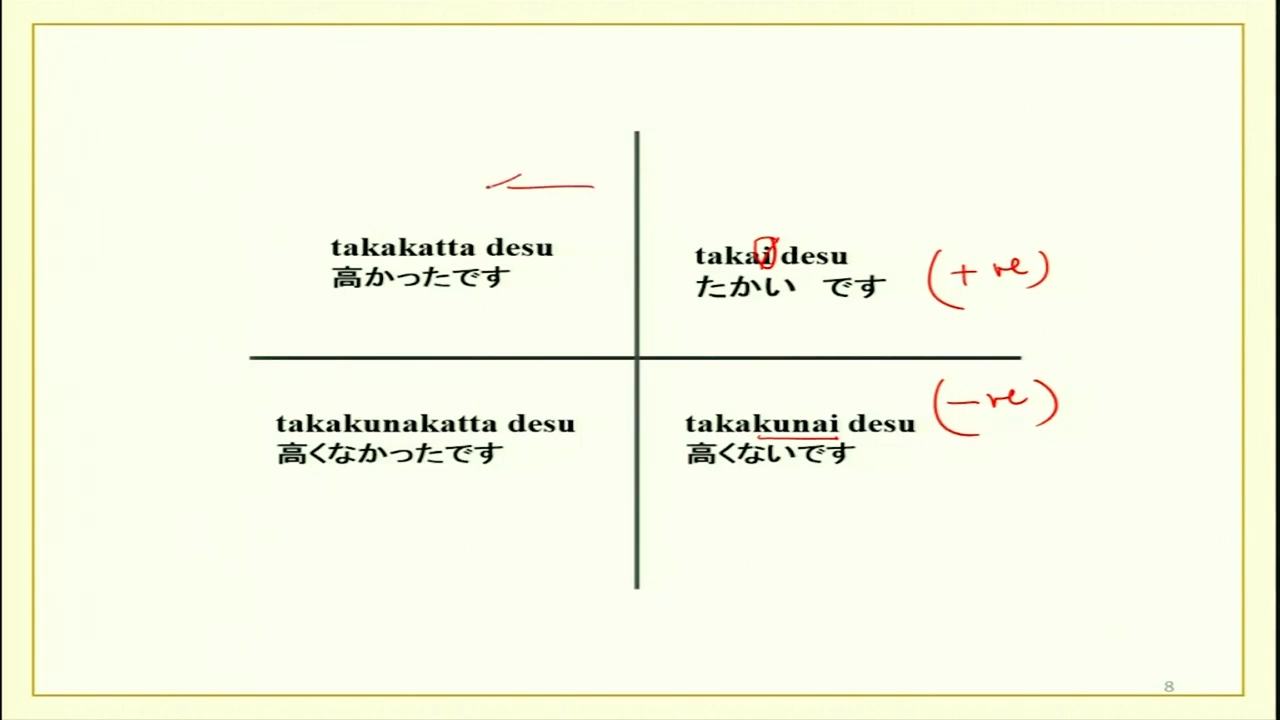 takakatta desu
高かったです
takai desu
たかい です
(+ ve)
takakunakatta desu
高くなかったです
takakunai desu
高くないです
(- ve)
8